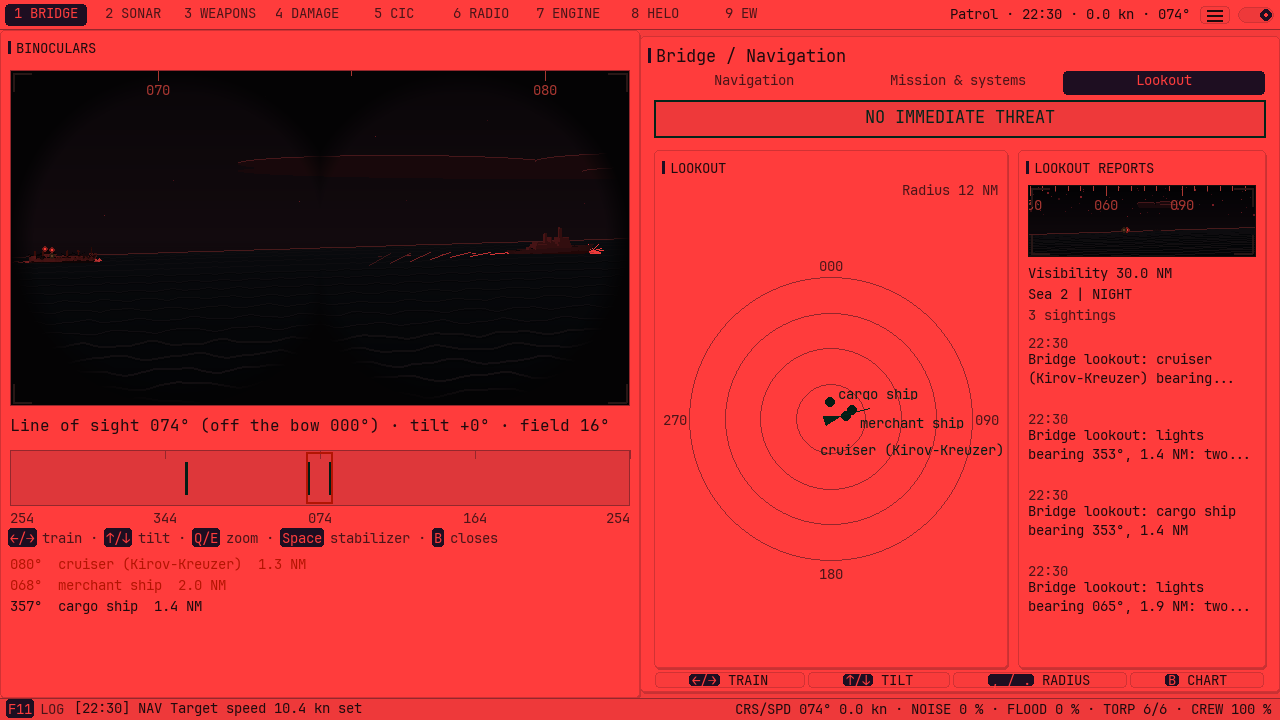 1 BRIDGE 2 SONAR 3 WEAPONS 4 DAMAGE 5 CIC 6 RADIO 7 ENGINE 8 HELO 9 EW Patrol · 22:30 · 0.0 kn · 074°
BINOCULARS
070 080
Line of sight 074° (off the bow 000°) · tilt +0° · field 16°
254 344 074 164 254
←/→ train · ↑/↓ tilt · Q/E zoom · Space stabilizer · B closes
080° cruiser (Kirov-Kreuzer) 1.3 NM
068° merchant ship 2.0 NM
357° cargo ship 1.4 NM
Bridge / Navigation
Navigation Mission & systems Lookout
NO IMMEDIATE THREAT
LOOKOUT
Radius 12 NM
000
cargo ship
270 merchant ship 090
cruiser (Kirov-Kreuzer)
180
LOOKOUT REPORTS
060 090
Visibility 30.0 NM
Sea 2 | NIGHT
3 sightings
22:30
Bridge lookout: cruiser
(Kirov-Kreuzer) bearing...
22:30
Bridge lookout: lights
bearing 353°, 1.4 NM: two...
22:30
Bridge lookout: cargo ship
bearing 353°, 1.4 NM
22:30
Bridge lookout: lights
bearing 065°, 1.9 NM: two...
←/→ TRAIN ↑/↓ TILT , / . RADIUS B CHART
F11 LOG [22:30] NAV Target speed 10.4 kn set CRS/SPD 074° 0.0 kn · NOISE 0 % · FLOOD 0 % · TORP 6/6 · CREW 100 %